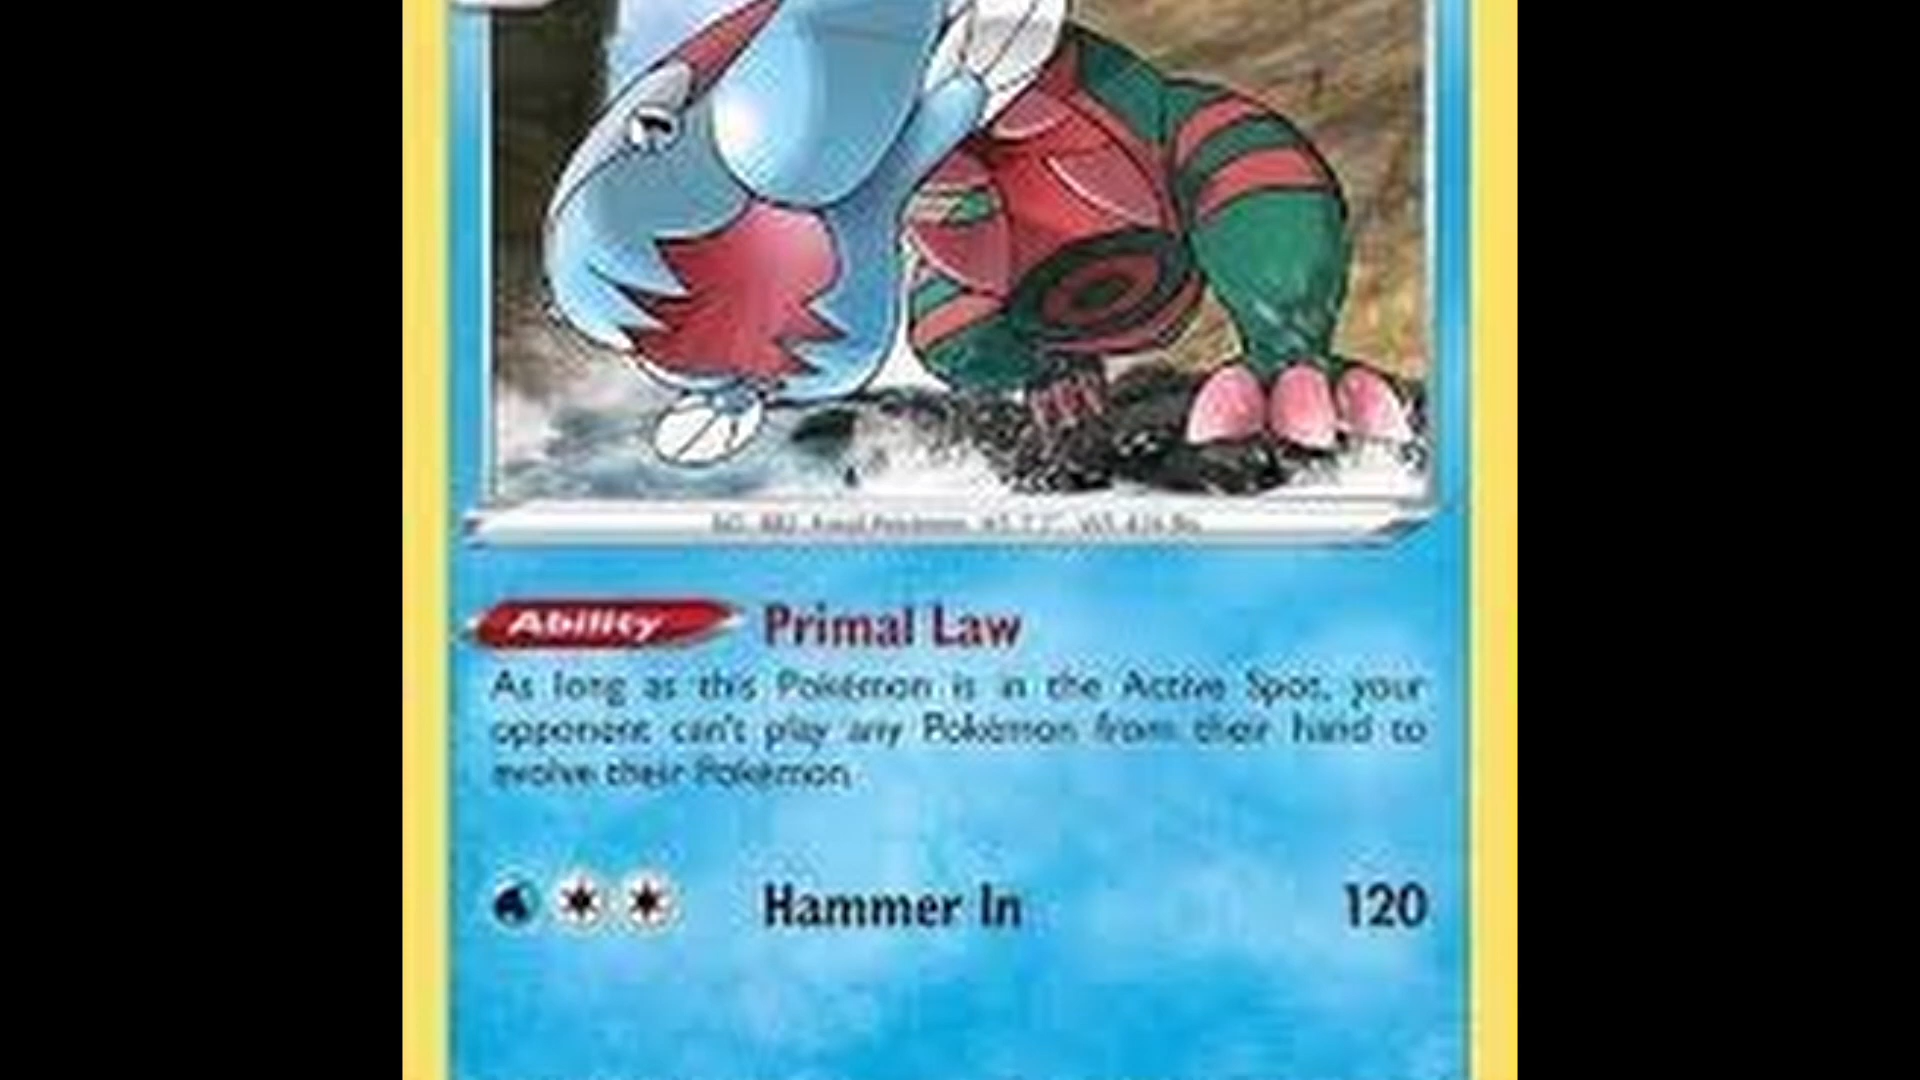 Ability Primal Law
As long as this Pokémon is in the Active Spot, your
opponent can't play any Pokémon from their hand to
evolve their Pokémon.
Hammer In 120